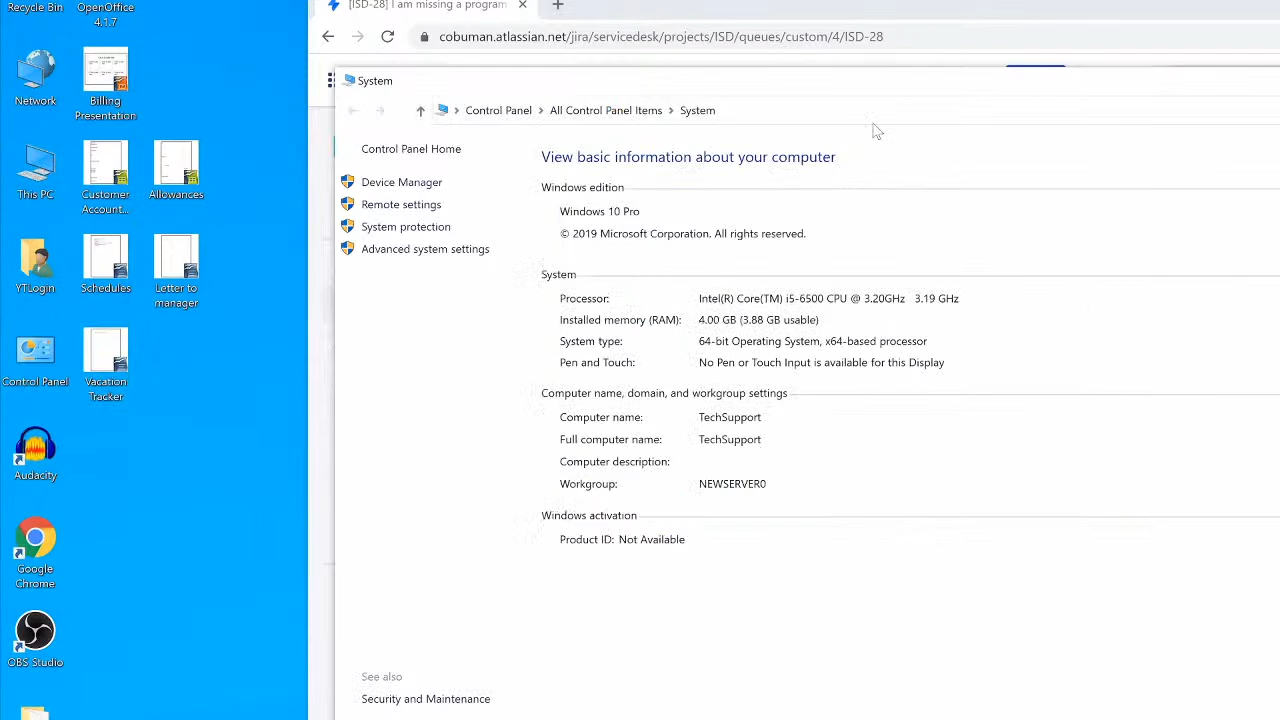 Recycle Bin
OpenOffice
4.1.7
Network
Billing
Presentation
This PC
Customer
Account...
Allowances
YTLogin
Schedules
Letter to
manager
Control Panel
Vacation
Tracker
Audacity
Google
Chrome
OBS Studio
[ISD-28] I am missing a program
cobuman.atlassian.net/jira/servicedesk/projects/ISD/queues/custom/4/ISD-28
System
Control Panel > All Control Panel Items > System
Control Panel Home
Device Manager
Remote settings
System protection
Advanced system settings
View basic information about your computer
Windows edition
Windows 10 Pro
© 2019 Microsoft Corporation. All rights reserved.
System
Processor: Intel(R) Core(TM) i5-6500 CPU @ 3.20GHz 3.19 GHz
Installed memory (RAM): 4.00 GB (3.88 GB usable)
System type: 64-bit Operating System, x64-based processor
Pen and Touch: No Pen or Touch Input is available for this Display
Computer name, domain, and workgroup settings
Computer name: TechSupport
Full computer name: TechSupport
Computer description:
Workgroup: NEWSERVER0
Windows activation
Product ID: Not Available
See also
Security and Maintenance